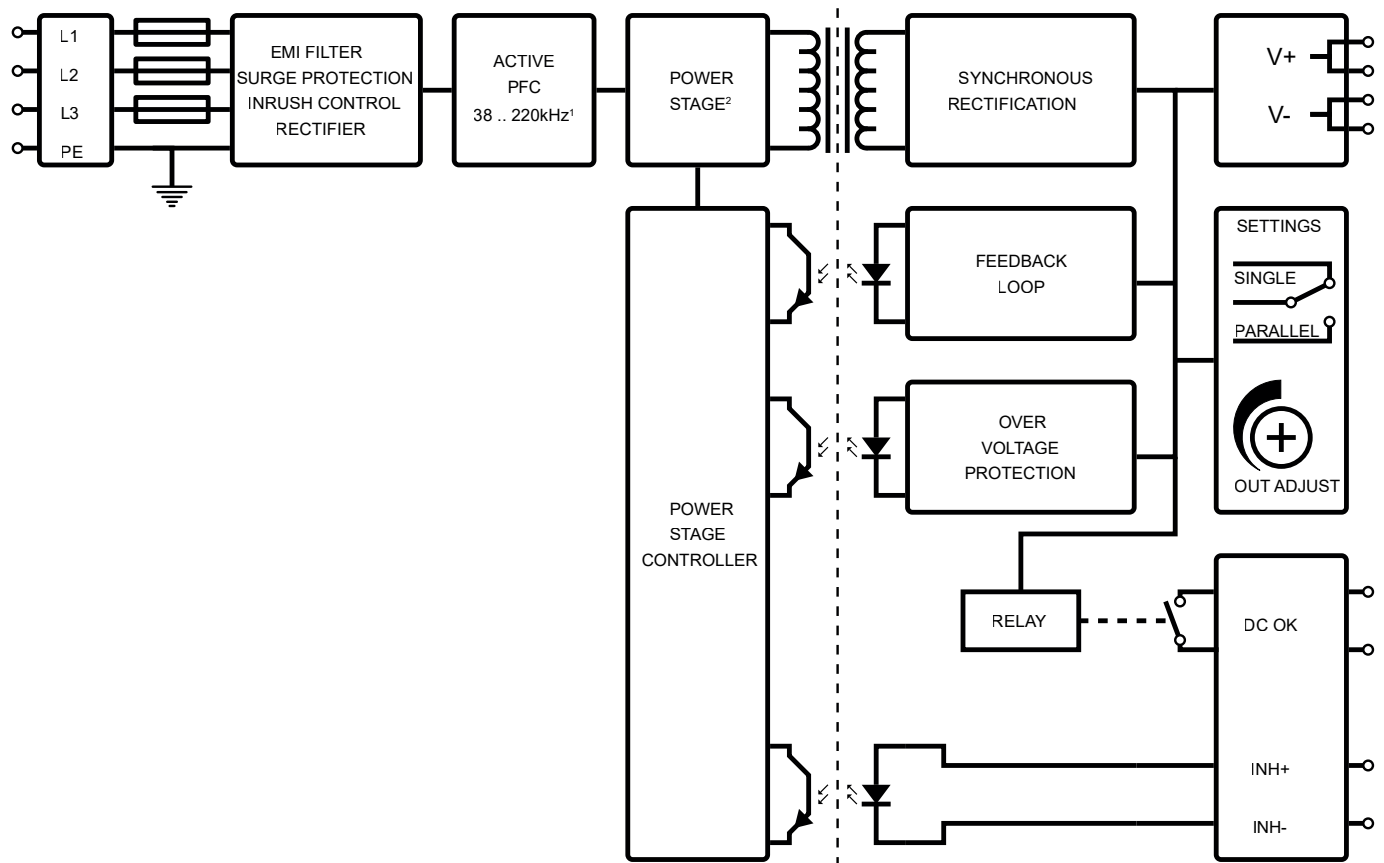 L1
L2
L3
PE
EMI FILTER
SURGE PROTECTION
INRUSH CONTROL
RECTIFIER
ACTIVE
PFC
38 .. 220kHz¹
POWER
STAGE²
SYNCHRONOUS
RECTIFICATION
V+
V-
FEEDBACK
LOOP
SETTINGS
SINGLE
PARALLEL
OUT ADJUST
OVER
VOLTAGE
PROTECTION
POWER
STAGE
CONTROLLER
RELAY
DC OK
INH+
INH-